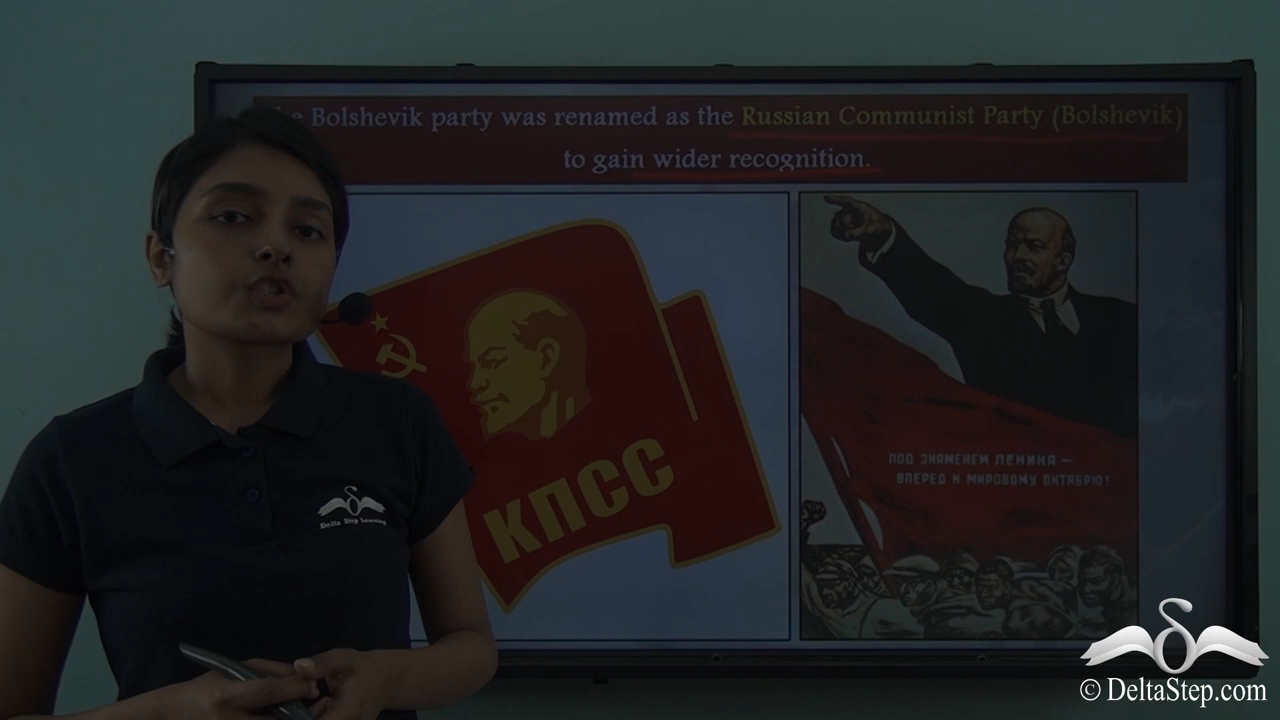 he Bolshevik party was renamed as the Russian Communist Party (Bolshevik)
to gain wider recognition.
КПСС
ПОД ЗНАМЕНЕМ ЛЕНИНА —
ВПЕРЕД К МИРОВОМУ ОКТЯБРЮ!
Delta Step Learning
© DeltaStep.com